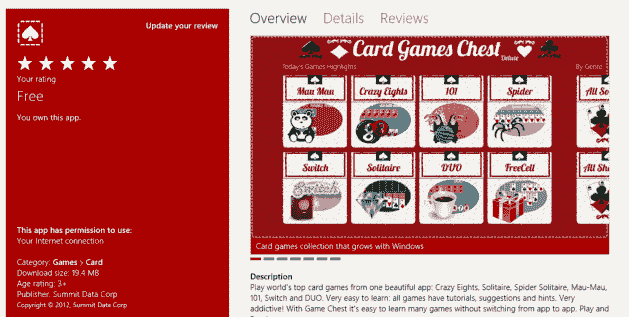 Update your review
Your rating
Free
You own this app.
This app has permission to use:
Your Internet connection
Category: Games > Card
Download size: 19.4 MB
Age rating: 3+
Publisher: Summit Data Corp
Copyright © 2012, Summit Data Corp
Overview Details Reviews
Card Games Chest
Deluxe
Today's Games Highlights
By Genre
Mau Mau Crazy Eights 101 Spider All So
Switch Solitaire DUO FreeCell All Sh
Card games collection that grows with Windows
Description
Play world's top card games from one beautiful app: Crazy Eights, Solitaire, Spider Solitaire, Mau-Mau,
101, Switch and DUO. Very easy to learn: all games have tutorials, suggestions and hints. Very
addictive! With Game Chest it's easy to learn many games without switching from app to app. Play and